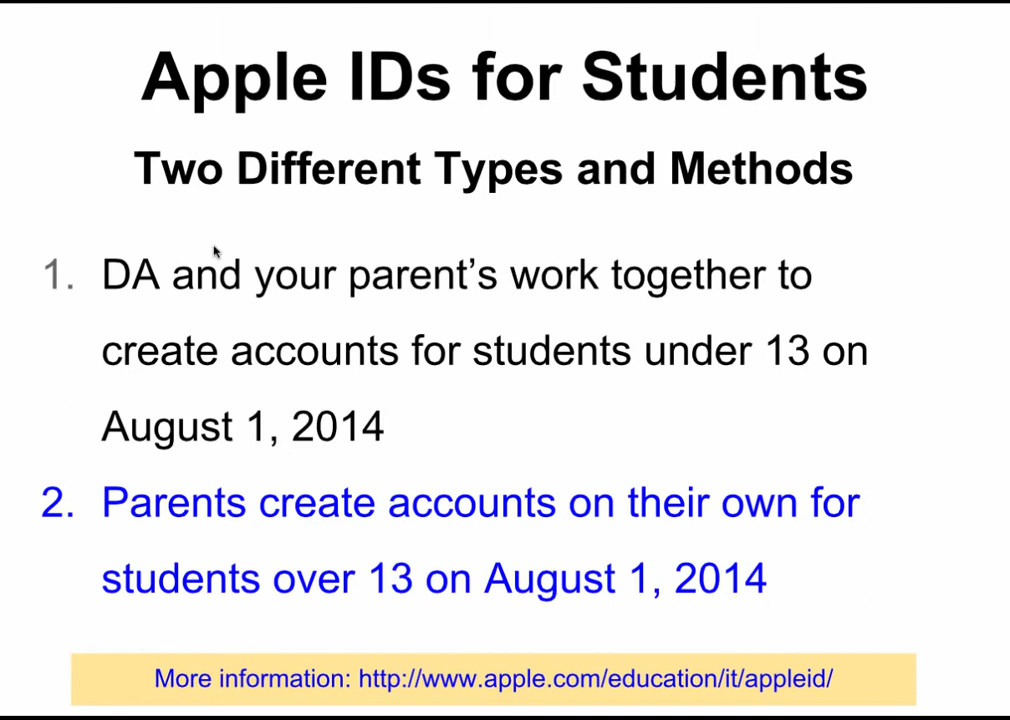 Apple IDs for Students
Two Different Types and Methods
1. DA and your parent’s work together to
create accounts for students under 13 on
August 1, 2014
2. Parents create accounts on their own for
students over 13 on August 1, 2014
More information: http://www.apple.com/education/it/appleid/